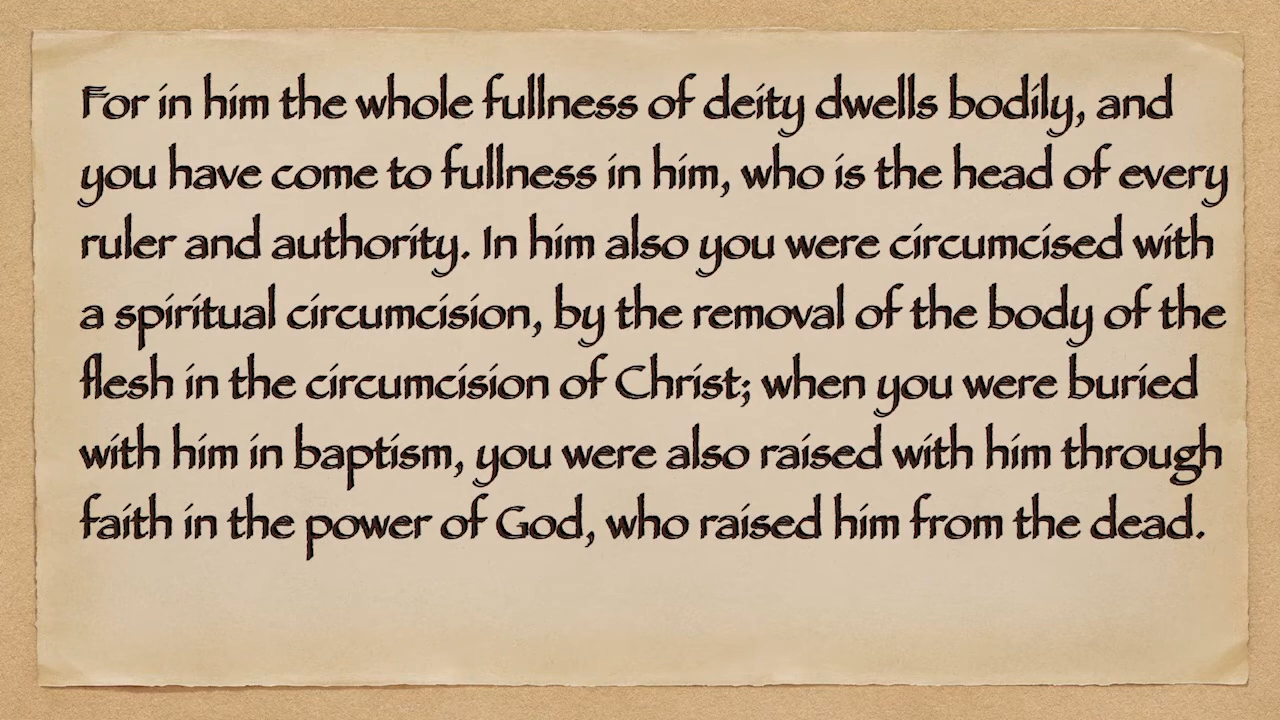 For in him the whole fullness of deity dwells bodily, and
you have come to fullness in him, who is the head of every
ruler and authority. In him also you were circumcised with
a spiritual circumcision, by the removal of the body of the
flesh in the circumcision of Christ; when you were buried
with him in baptism, you were also raised with him through
faith in the power of God, who raised him from the dead.